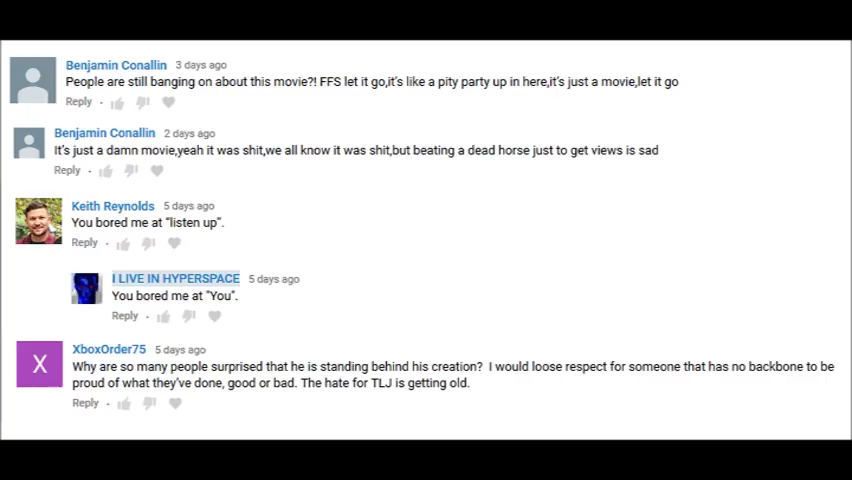 Benjamin Conallin 3 days ago
People are still banging on about this movie?! FFS let it go,it's like a pity party up in here,it's just a movie,let it go
Reply
Benjamin Conallin 2 days ago
It's just a damn movie,yeah it was shit,we all know it was shit,but beating a dead horse just to get views is sad
Reply
Keith Reynolds 5 days ago
You bored me at "listen up".
Reply
I LIVE IN HYPERSPACE 5 days ago
You bored me at "You".
Reply
X
XboxOrder75 5 days ago
Why are so many people surprised that he is standing behind his creation? I would loose respect for someone that has no backbone to be
proud of what they've done, good or bad. The hate for TLJ is getting old.
Reply